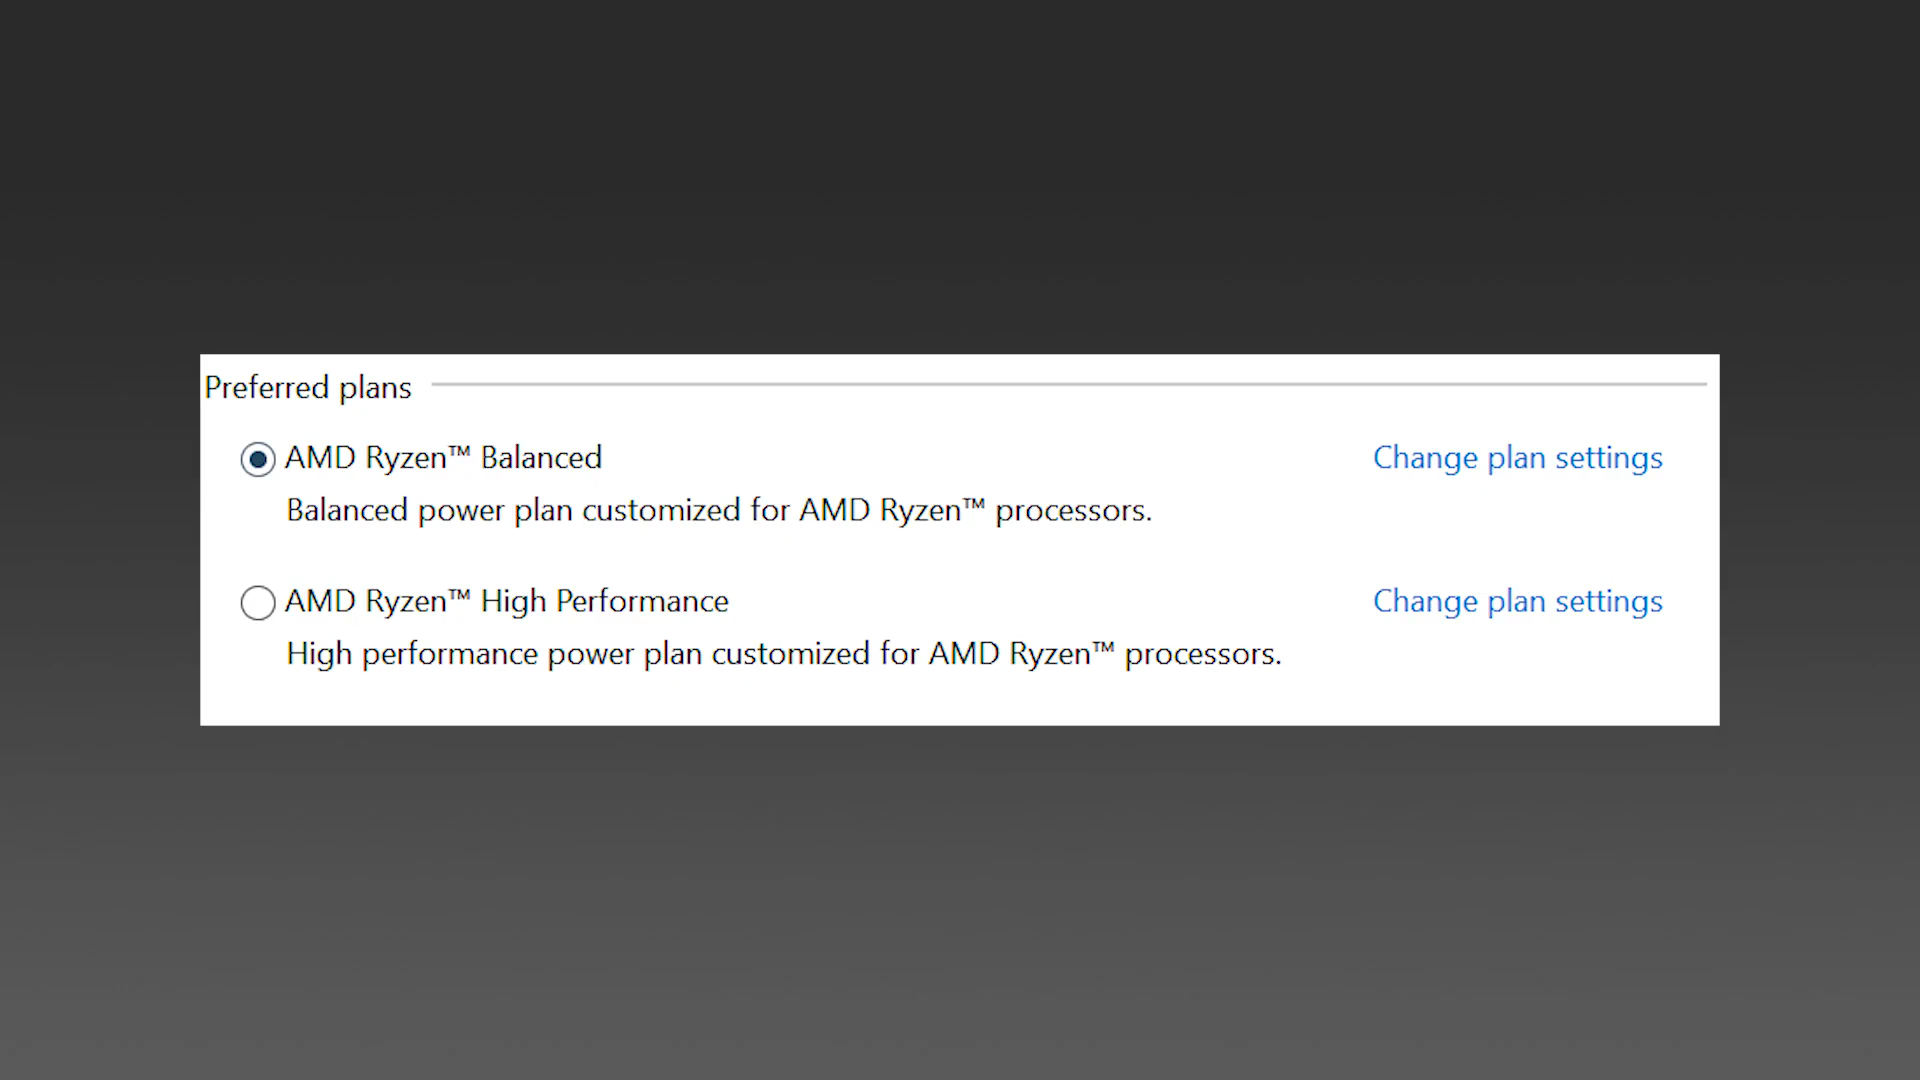 Preferred plans
AMD Ryzen™ Balanced Change plan settings
Balanced power plan customized for AMD Ryzen™ processors.
AMD Ryzen™ High Performance Change plan settings
High performance power plan customized for AMD Ryzen™ processors.